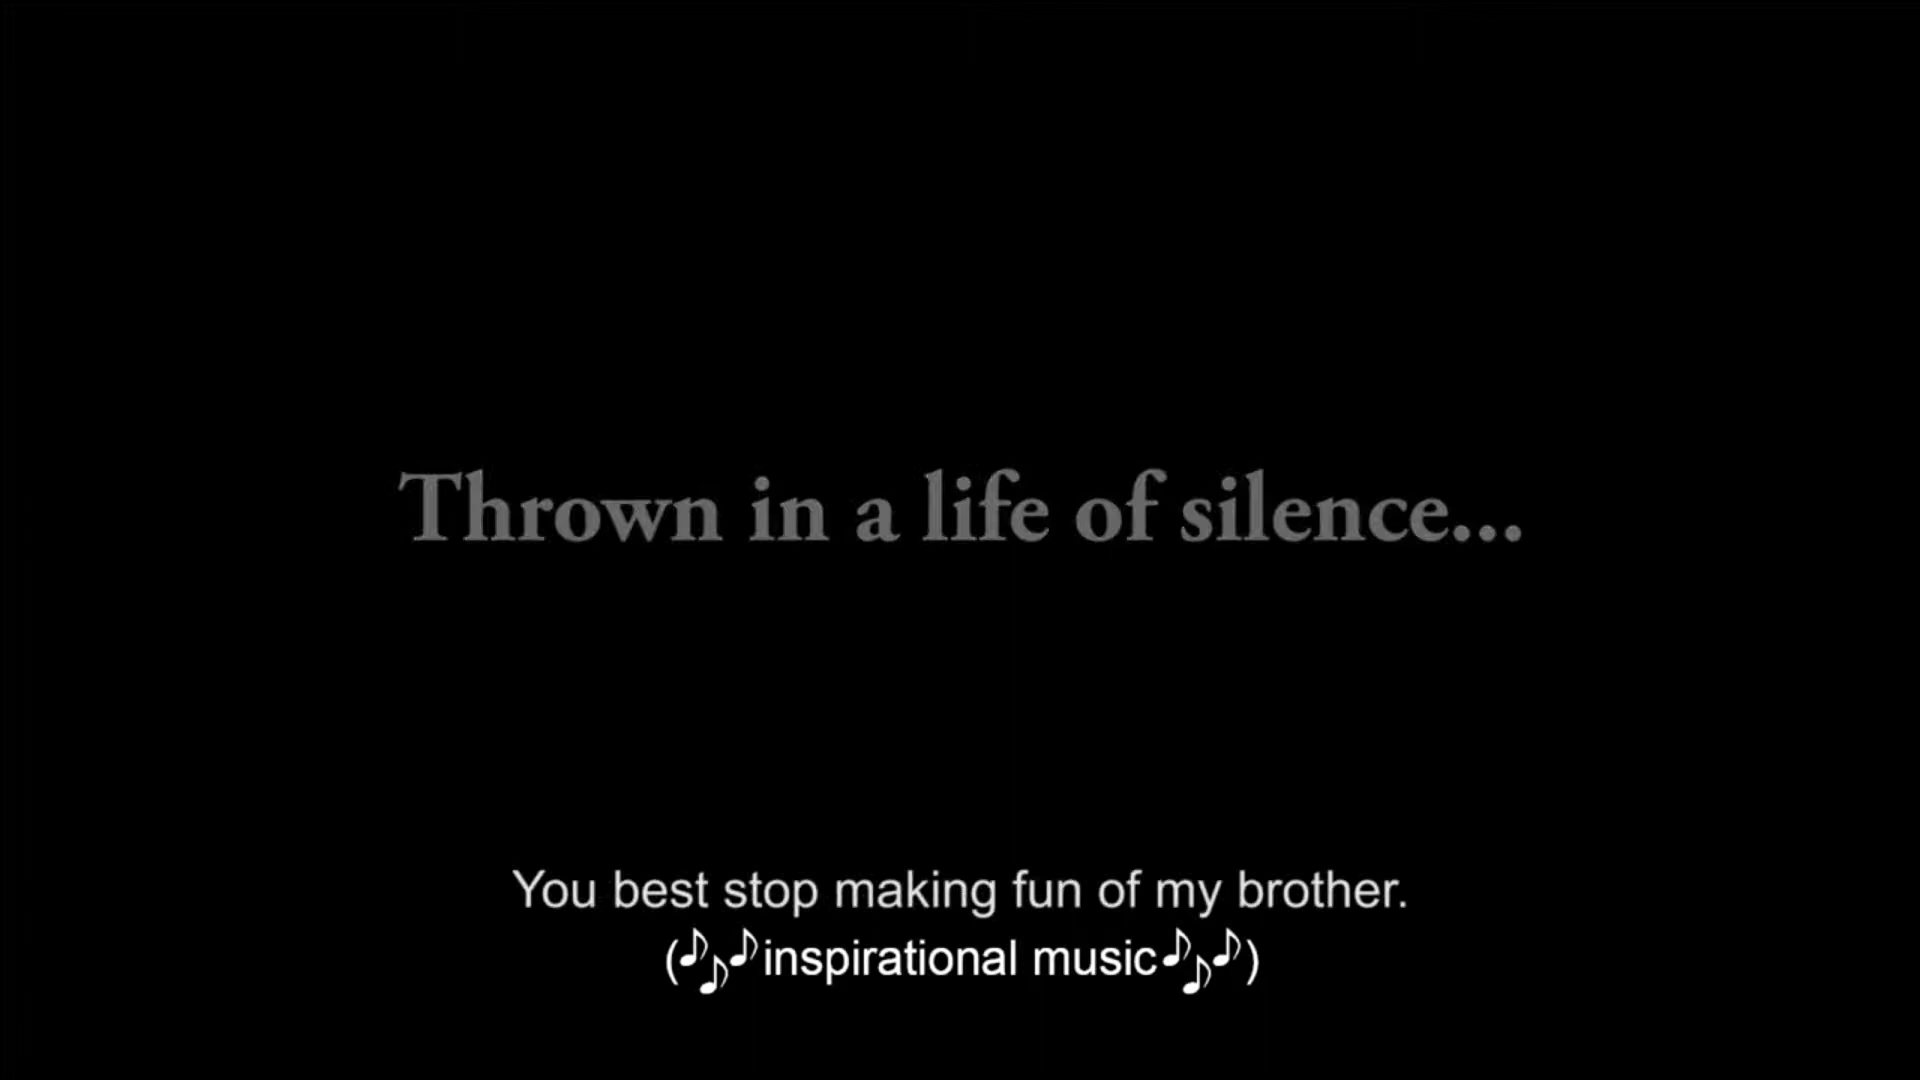 Thrown in a life of silence...
You best stop making fun of my brother.
(🎵inspirational music🎵)